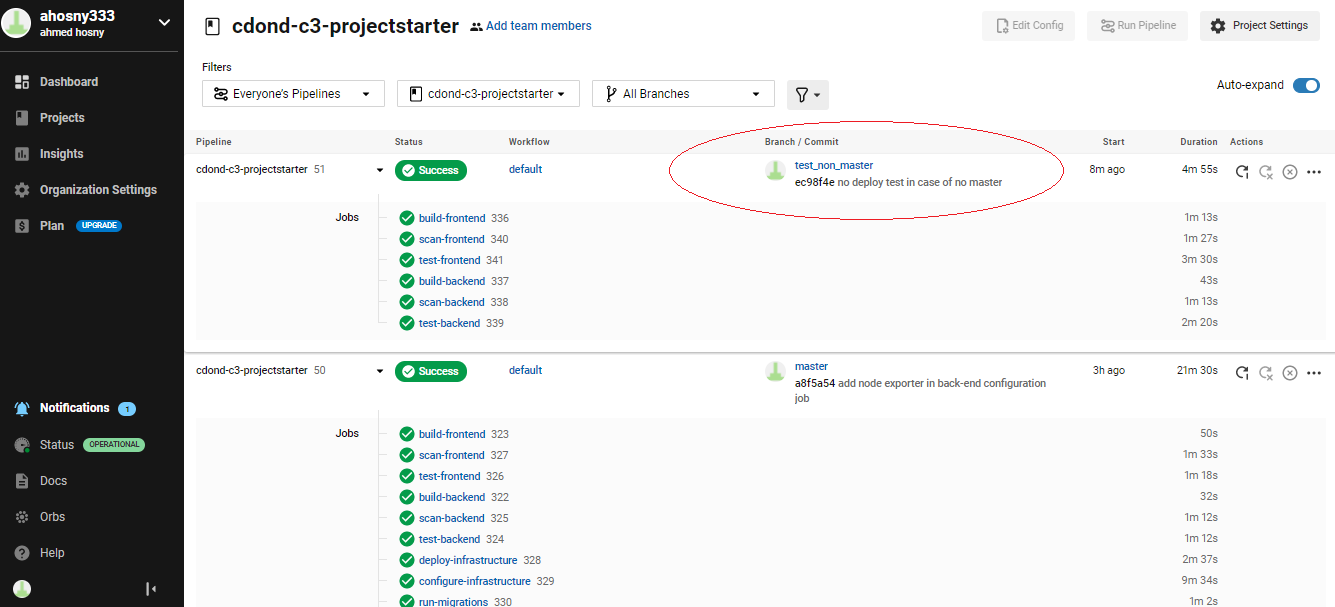 ahosny333
ahmed hosny
Dashboard
Projects
Insights
Organization Settings
Plan UPGRADE
Notifications 1
Status OPERATIONAL
Docs
Orbs
Help
cdond-c3-projectstarter Add team members
Edit Config Run Pipeline Project Settings
Filters
Everyone's Pipelines cdond-c3-projectstarter All Branches
Auto-expand
Pipeline Status Workflow Branch / Commit Start Duration Actions
cdond-c3-projectstarter 51 Success default test_non_master 8m ago 4m 55s
ec98f4e no deploy test in case of no master
Jobs build-frontend 336 1m 13s
scan-frontend 340 1m 27s
test-frontend 341 3m 30s
build-backend 337 43s
scan-backend 338 1m 13s
test-backend 339 2m 20s
cdond-c3-projectstarter 50 Success default master 3h ago 21m 30s
a8f5a54 add node exporter in back-end configuration
job
Jobs build-frontend 323 50s
scan-frontend 327 1m 33s
test-frontend 326 1m 18s
build-backend 322 32s
scan-backend 325 1m 12s
test-backend 324 1m 12s
deploy-infrastructure 328 2m 37s
configure-infrastructure 329 9m 34s
run-migrations 330 1m 2s